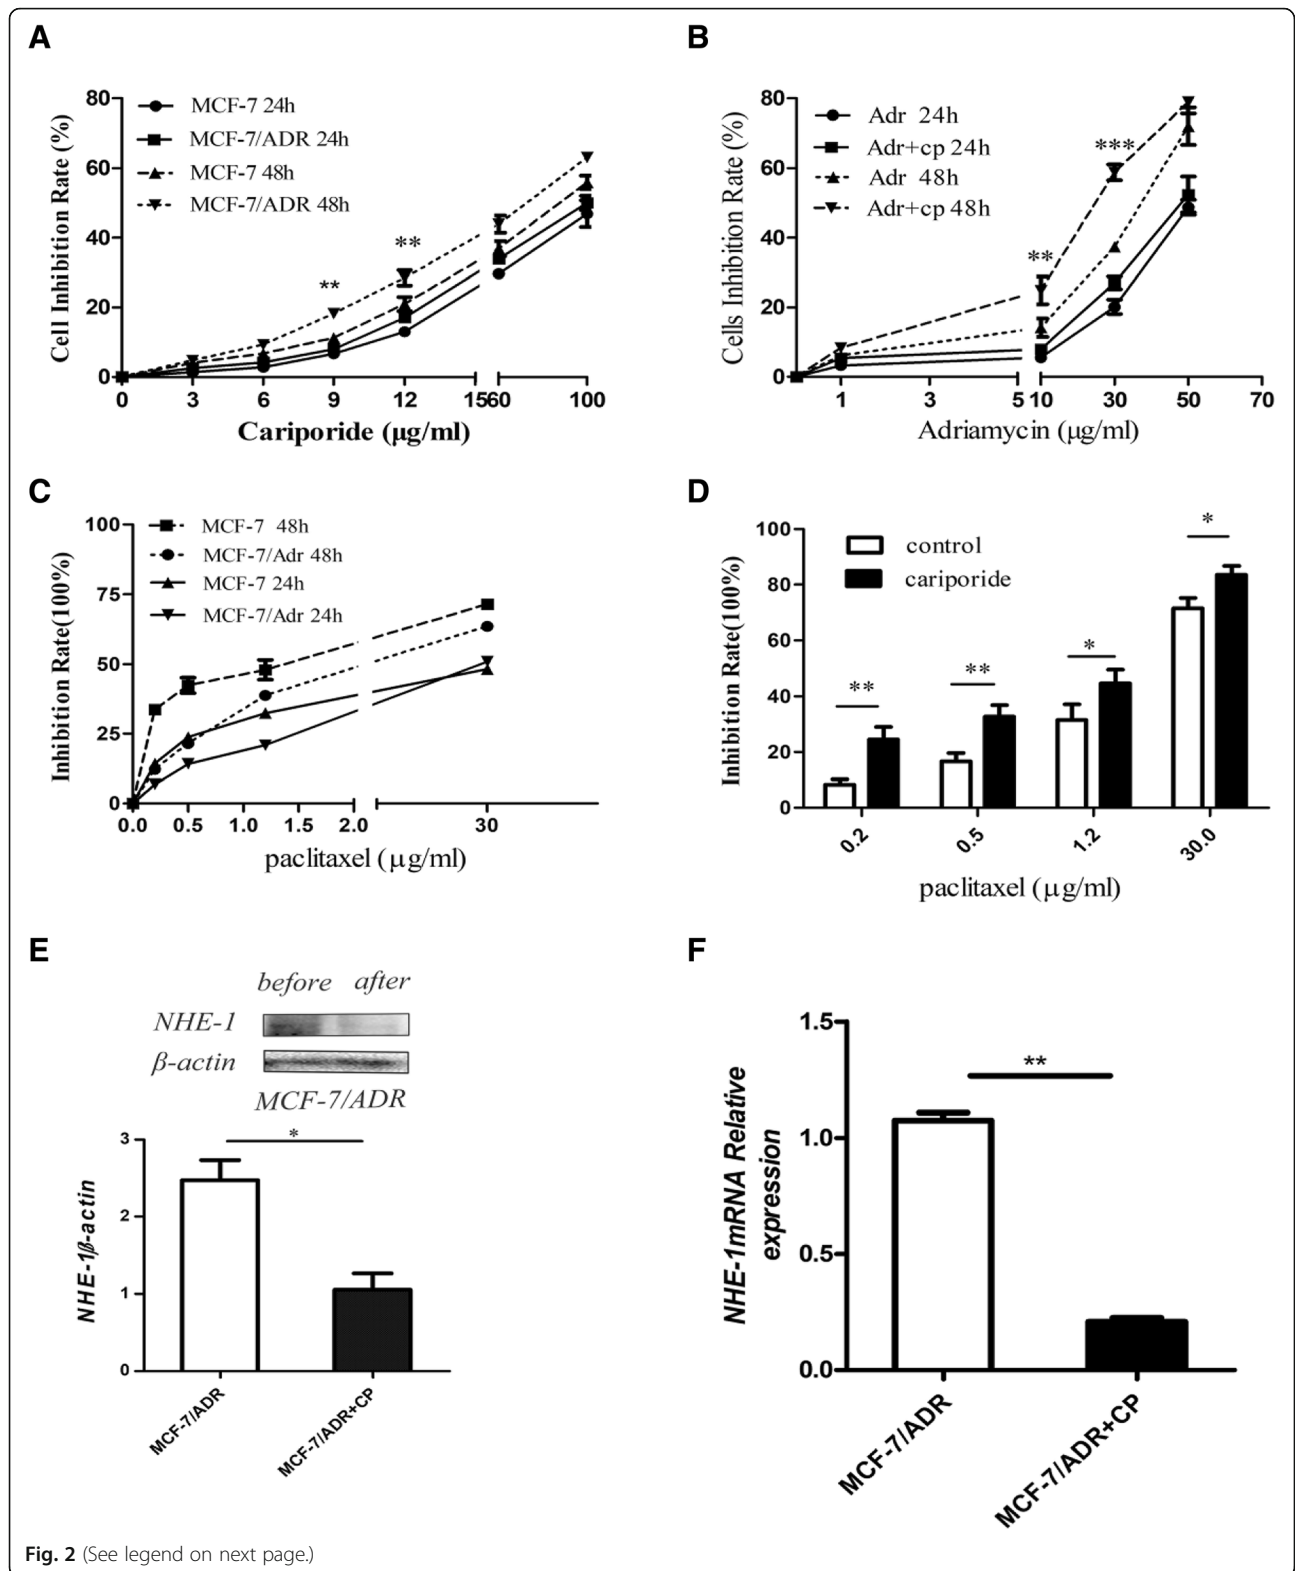 A
80
60
40
20
0
Cell Inhibition Rate (%)
MCF-7 24h
MCF-7/ADR 24h
MCF-7 48h
MCF-7/ADR 48h
**
**
0 3 6 9 12 15 60 100
Cariporide (μg/ml)
B
80
60
40
20
0
Cells Inhibition Rate (%)
Adr 24h
Adr+cp 24h
Adr 48h
Adr+cp 48h
**
***
1 3 5 10 30 50 70
Adriamycin (μg/ml)
C
100
75
50
25
0
Inhibition Rate(100%)
MCF-7 48h
MCF-7/Adr 48h
MCF-7 24h
MCF-7/Adr 24h
0.0 0.5 1.0 1.5 2.0 30
paclitaxel (μg/ml)
D
100
80
60
40
20
0
Inhibition Rate(100%)
control
cariporide
**
**
*
*
0.2 0.5 1.2 30.0
paclitaxel (μg/ml)
E
before after
NHE-1
β-actin
MCF-7/ADR
3
2
1
0
NHE-1β-actin
*
MCF-7/ADR
MCF-7/ADR+CP
F
1.5
1.0
0.5
0.0
NHE-1mRNA Relative
expression
**
MCF-7/ADR
MCF-7/ADR+CP
Fig. 2 (See legend on next page.)